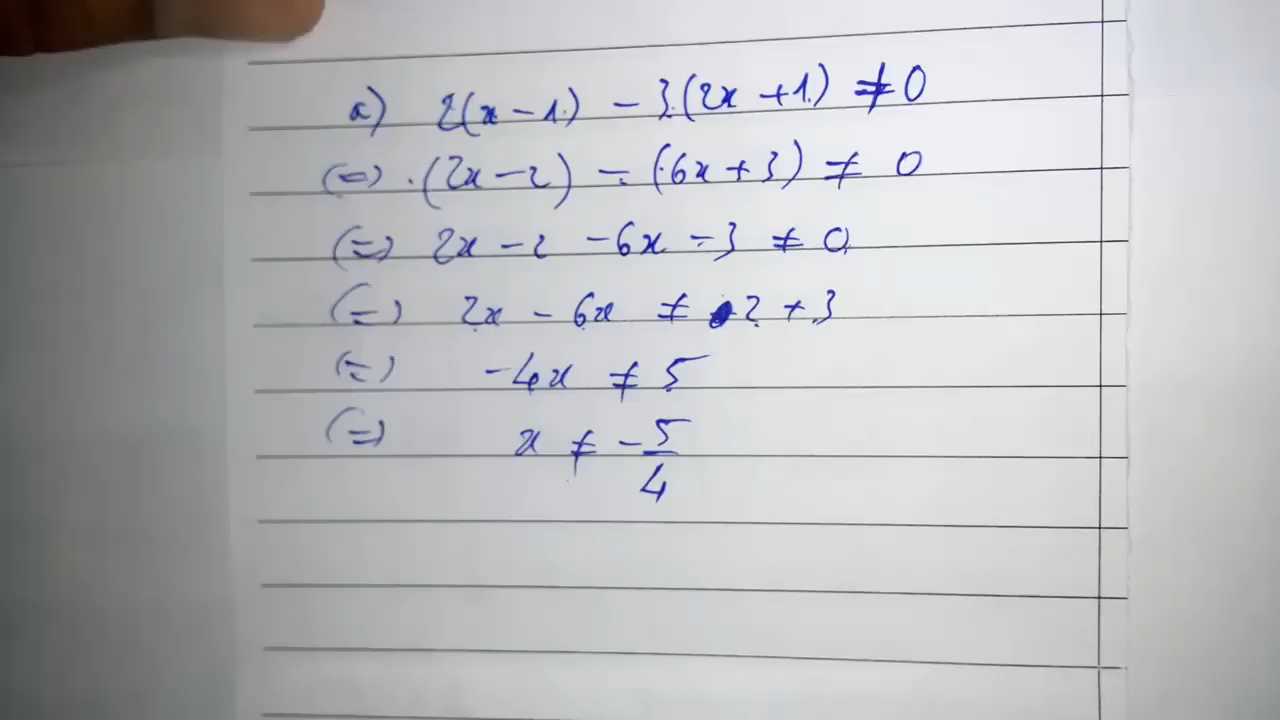 a) 2(x - 1) - 3.(2x + 1) ≠ 0
(=) (2x - 2) - (6x + 3) ≠ 0
(=) 2x - 2 - 6x - 3 ≠ 0
(=) 2x - 6x ≠ 2 + 3
(=) -4x ≠ 5
(=) x ≠ -5/4